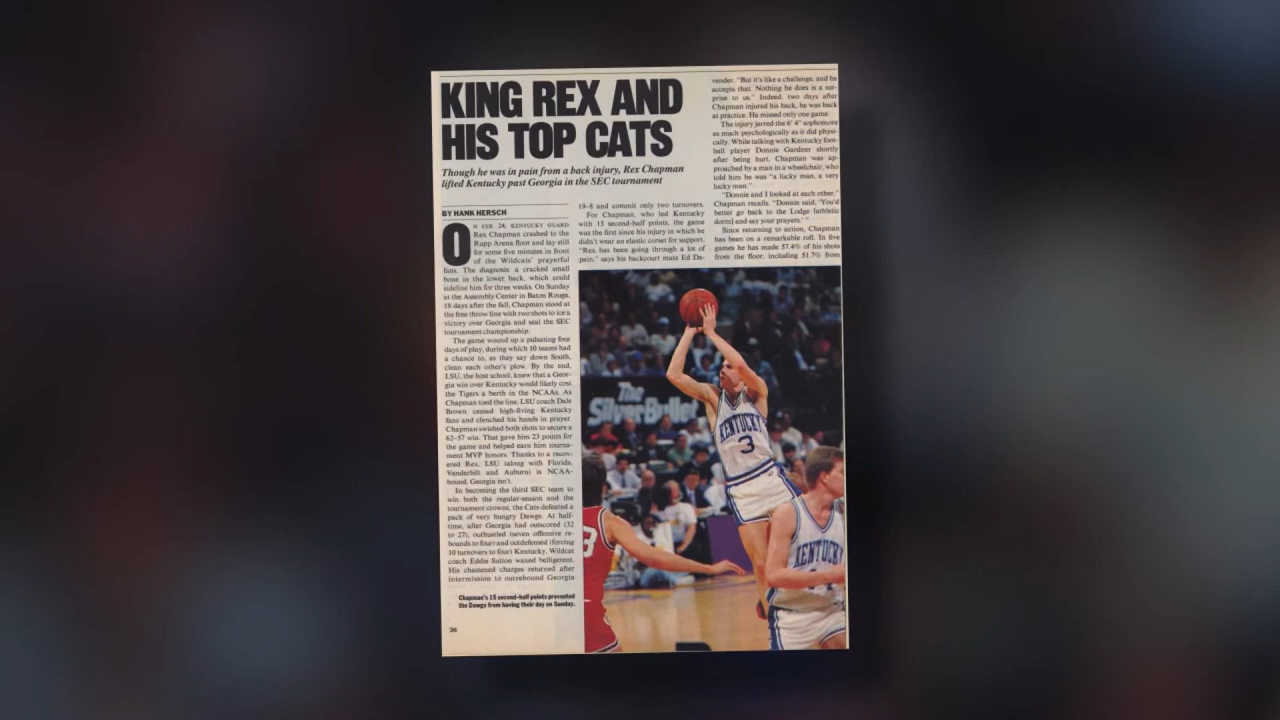 KING REX AND
HIS TOP CATS
Though he was in pain from a back injury, Rex Chapman
lifted Kentucky past Georgia in the SEC tournament
BY HANK HERSCH
ON FEB. 24, KENTUCKY GUARD
Rex Chapman crashed to the
Rupp Arena floor and lay still
for some five minutes in front
of the Wildcats' prayerful
fans. The diagnosis: a cracked small
bone in the lower back, which could
sideline him for three weeks. On Sunday
at the Assembly Center in Baton Rouge,
18 days after the fall, Chapman stood at
the free throw line with two shots to ice a
victory over Georgia and seal the SEC
tournament championship.
The game wound up a pulsating four
days of play, during which 10 teams had
a chance to, as they say down South,
clean each other's plow. By the end,
LSU, the host school, knew that a Geor-
gia win over Kentucky would likely cost
the Tigers a berth in the NCAAs. As
Chapman toed the line, LSU coach Dale
Brown ceased high-fiving Kentucky
fans and clenched his hands in prayer.
Chapman swished both shots to secure a
62-57 win. That gave him 23 points for
the game and helped earn him tourna-
ment MVP honors. Thanks to a recov-
ered Rex, LSU (along with Florida,
Vanderbilt and Auburn) is NCAA-
bound. Georgia isn't.
In becoming the third SEC team to
win both the regular-season and the
tournament crowns, the Cats defeated a
pack of very hungry Dawgs. At half-
time, after Georgia had outscored (32
to 27), outhustled (seven offensive re-
bounds to four) and outdefensed (forcing
10 turnovers to four) Kentucky, Wildcat
coach Eddie Sutton waxed belligerent.
His chastened charges returned after
intermission to outrebound Georgia
19-8 and commit only two turnovers.
For Chapman, who led Kentucky
with 15 second-half points, the game
was the first since his injury in which he
didn't wear an elastic corset for support.
"Rex has been going through a lot of
pain," says his backcourt mate Ed Da-
vender. "But it's like a challenge, and he
accepts that. Nothing he does is a sur-
prise to us." Indeed, two days after
Chapman injured his back, he was back
at practice. He missed only one game.
The injury jarred the 6' 4" sophomore
as much psychologically as it did physi-
cally. While talking with Kentucky foot-
ball player Donnie Gardner shortly
after being hurt, Chapman was ap-
proached by a man in a wheelchair, who
told him he was "a lucky man, a very
lucky man."
"Donnie and I looked at each other,"
Chapman recalls. "Donnie said, 'You'd
better go back to the Lodge [athletic
dorm] and say your prayers.'"
Since returning to action, Chapman
has been on a remarkable roll. In five
games he has made 57.4% of his shots
from the floor, including 51.7% from
The
Silver Bullet
KENTUCKY
3
KENTUCKY
3
Chapman's 15 second-half points prevented
the Dawgs from having their day on Sunday.
36